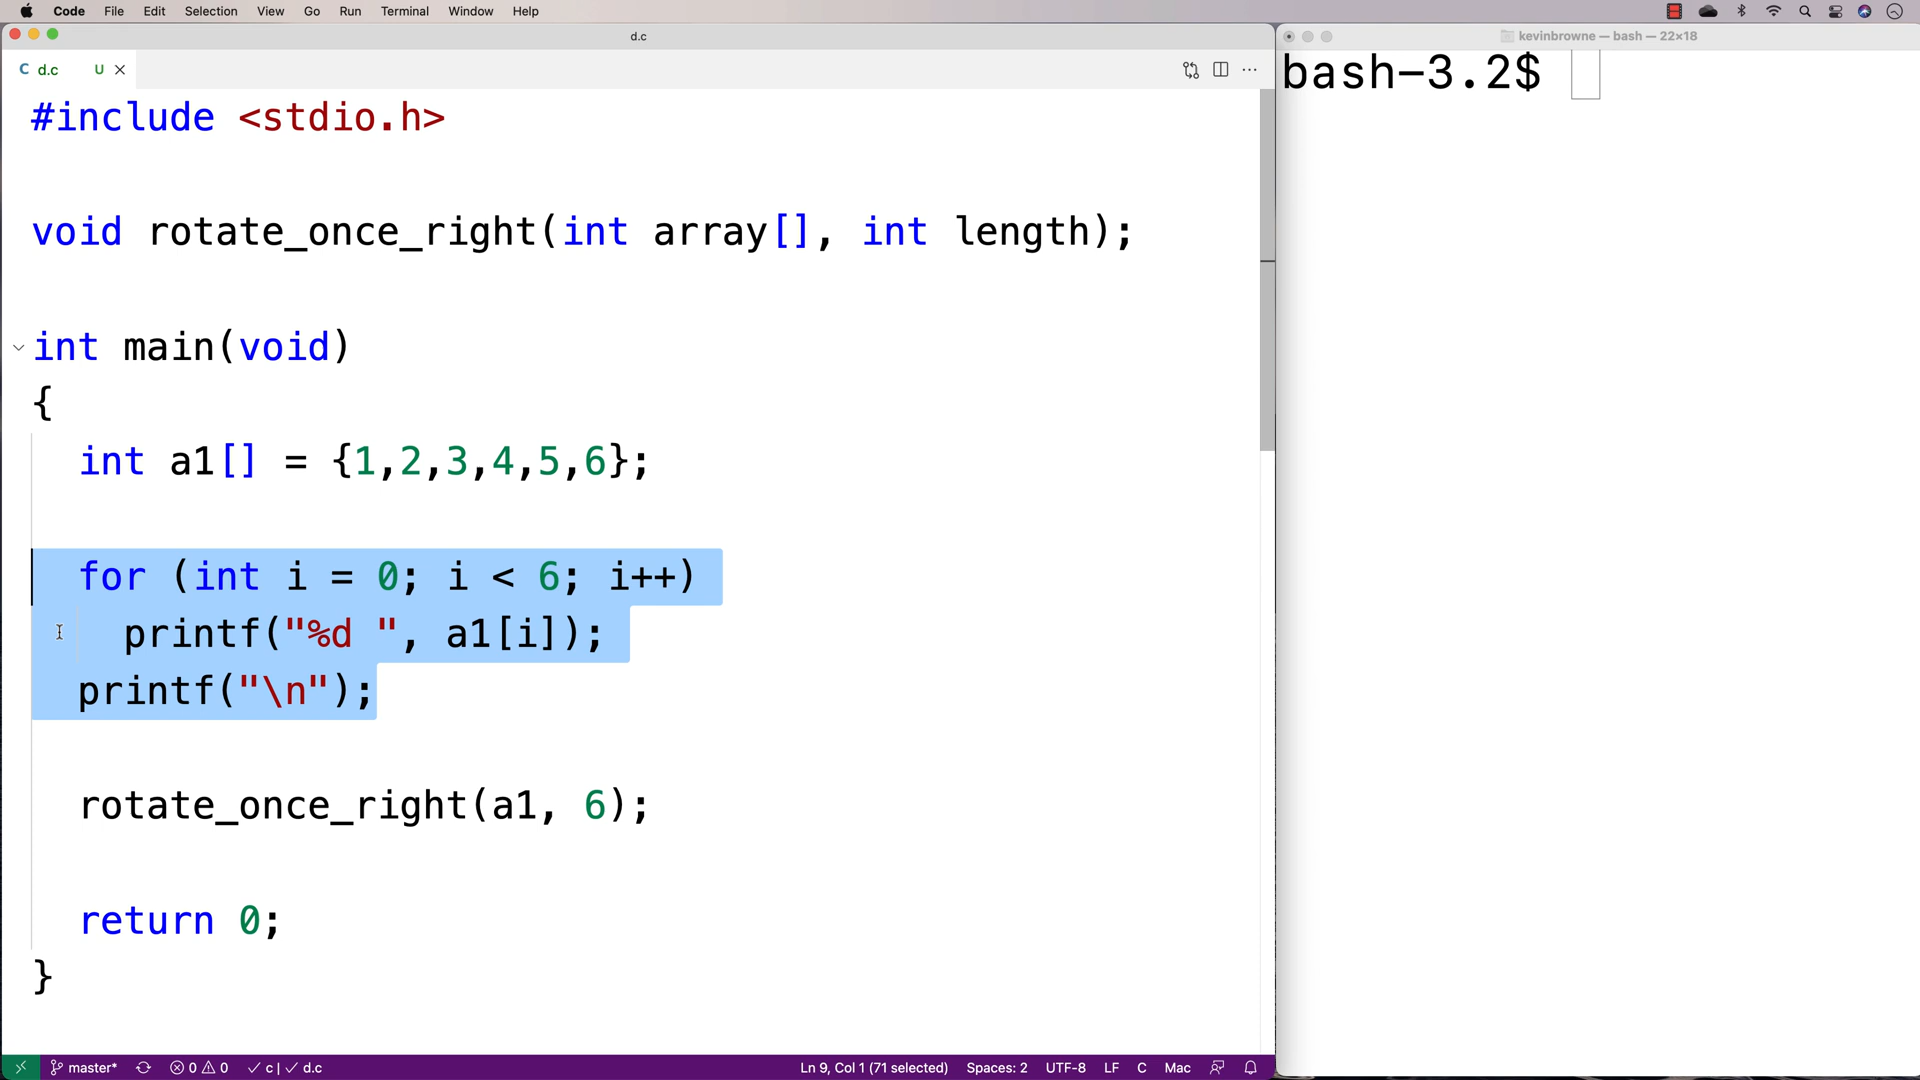 Code File Edit Selection View Go Run Terminal Window Help
d.c
kevinbrowne — bash — 22×18
C d.c U
bash-3.2$
#include <stdio.h>
void rotate_once_right(int array[], int length);
int main(void)
{
int a1[] = {1,2,3,4,5,6};
for (int i = 0; i < 6; i++)
printf("%d ", a1[i]);
printf("\n");
rotate_once_right(a1, 6);
return 0;
}
master* 0 0 c | d.c Ln 9, Col 1 (71 selected) Spaces: 2 UTF-8 LF C Mac